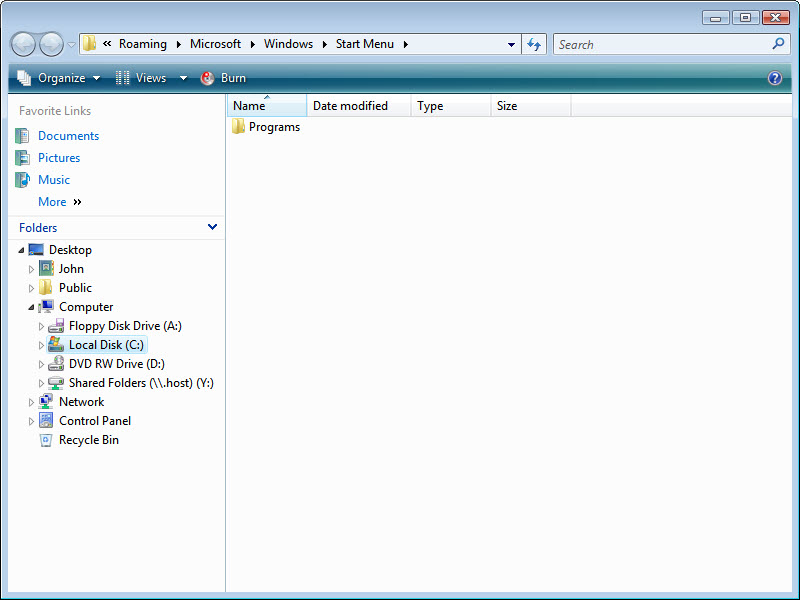 « Roaming Microsoft Windows Start Menu
Search
Organize Views Burn ?
Favorite Links
Documents
Pictures
Music
More »
Folders
Desktop
John
Public
Computer
Floppy Disk Drive (A:)
Local Disk (C:)
DVD RW Drive (D:)
Shared Folders (\\.host) (Y:)
Network
Control Panel
Recycle Bin
Name Date modified Type Size
Programs